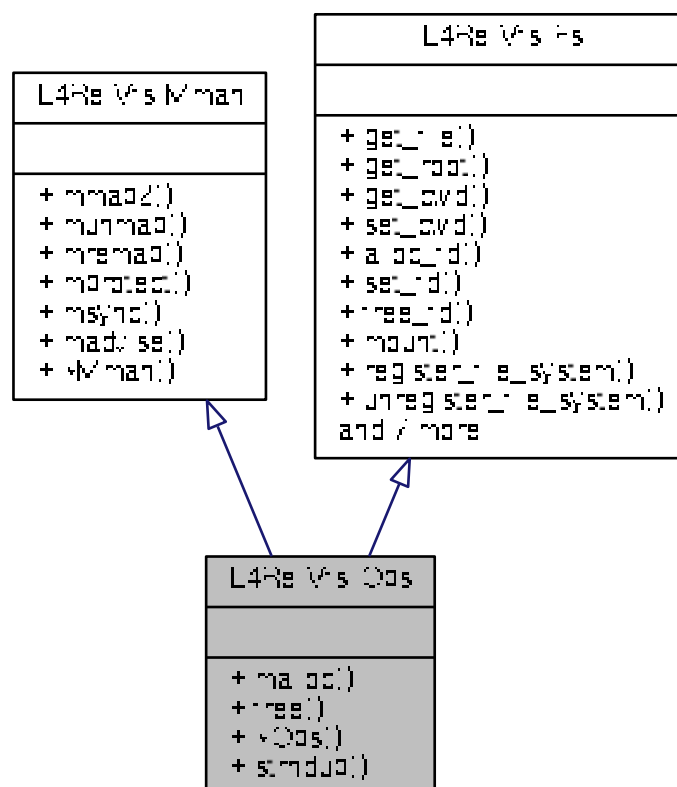 L4Re::Vfs::Mman
+ mmap2()
+ munmap()
+ mremap()
+ mprotect()
+ msync()
+ madvise()
+ ~Mman()
L4Re::Vfs::Fs
+ get_file()
+ get_root()
+ get_cwd()
+ set_cwd()
+ alloc_fd()
+ set_fd()
+ free_fd()
+ mount()
+ register_file_system()
+ unregister_file_system()
and 7 more...
L4Re::Vfs::Ops
+ malloc()
+ free()
+ ~Ops()
+ strndup()